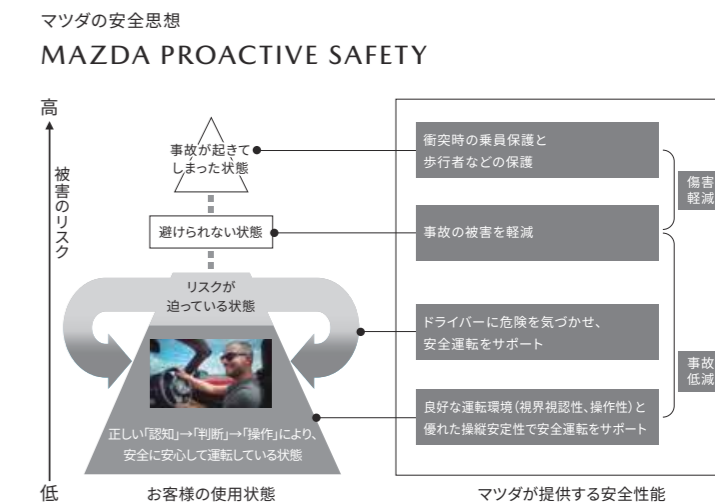 マツダの安全思想
MAZDA PROACTIVE SAFETY
高
被害のリスク
低
事故が起きて
しまった状態
避けられない状態
リスクが
迫っている状態
正しい「認知」→「判断」→「操作」により、
安全に安心して運転している状態
お客様の使用状態
衝突時の乗員保護と
歩行者などの保護
事故の被害を軽減
ドライバーに危険を気づかせ、
安全運転をサポート
良好な運転環境(視界視認性、操作性)と
優れた操縦安定性で安全運転をサポート
傷害
軽減
事故
低減
マツダが提供する安全性能